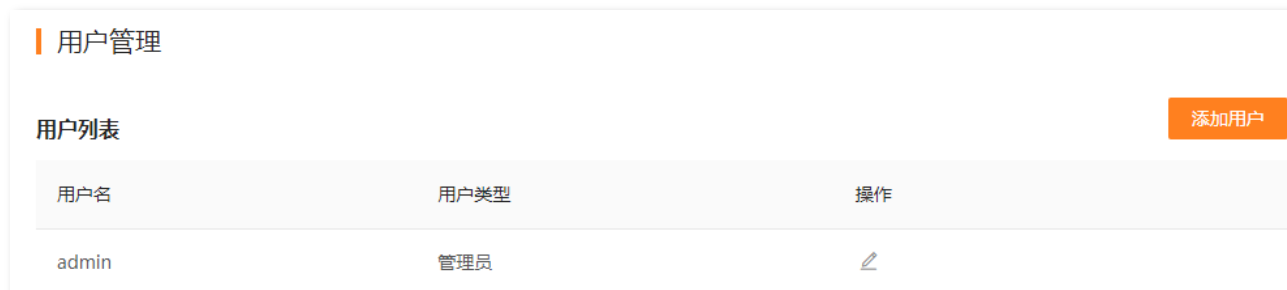 用户管理
用户列表
添加用户
用户名 用户类型 操作
admin 管理员